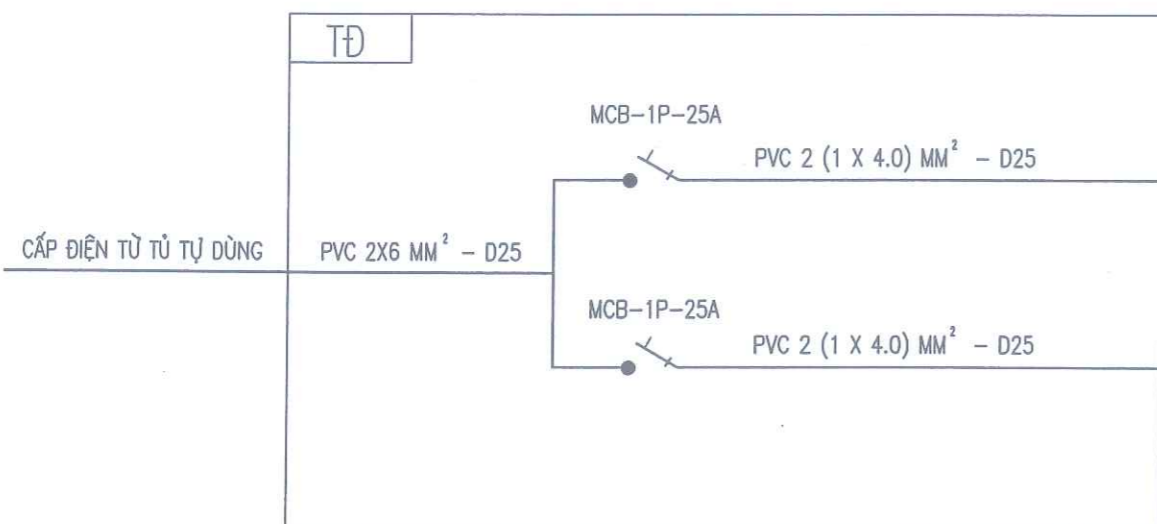 TĐ
MCB-1P-25A
PVC 2 (1 X 4.0) MM² - D25
CẤP ĐIỆN TỪ TỦ TỰ DÙNG
PVC 2X6 MM² - D25
MCB-1P-25A
PVC 2 (1 X 4.0) MM² - D25